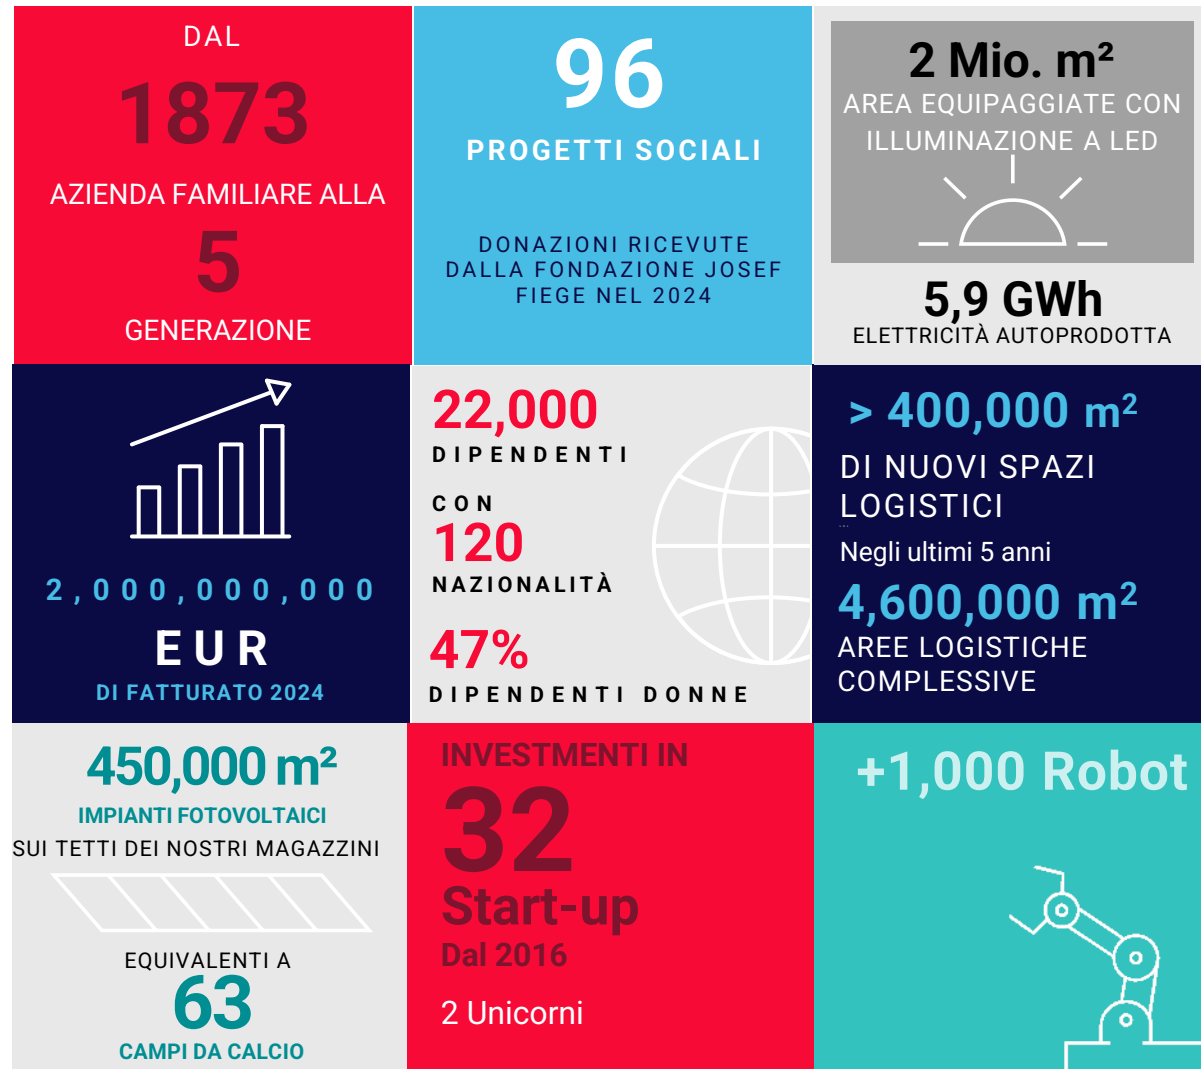 DAL
1873
AZIENDA FAMILIARE ALLA
5
GENERAZIONE
96
PROGETTI SOCIALI
DONAZIONI RICEVUTE
DALLA FONDAZIONE JOSEF
FIEGE NEL 2024
2 Mio. m²
AREA EQUIPAGGIATE CON
ILLUMINAZIONE A LED
5,9 GWh
ELETTRICITÀ AUTOPRODOTTA
2,000,000,000
EUR
DI FATTURATO 2024
22,000
DIPENDENTI
CON
120
NAZIONALITÀ
47%
DIPENDENTI DONNE
> 400,000 m²
DI NUOVI SPAZI
LOGISTICI
Negli ultimi 5 anni
4,600,000 m²
AREE LOGISTICHE
COMPLESSIVE
450,000 m²
IMPIANTI FOTOVOLTAICI
SUI TETTI DEI NOSTRI MAGAZZINI
EQUIVALENTI A
63
CAMPI DA CALCIO
INVESTMENTI IN
32
Start-up
Dal 2016
2 Unicorni
+1,000 Robot